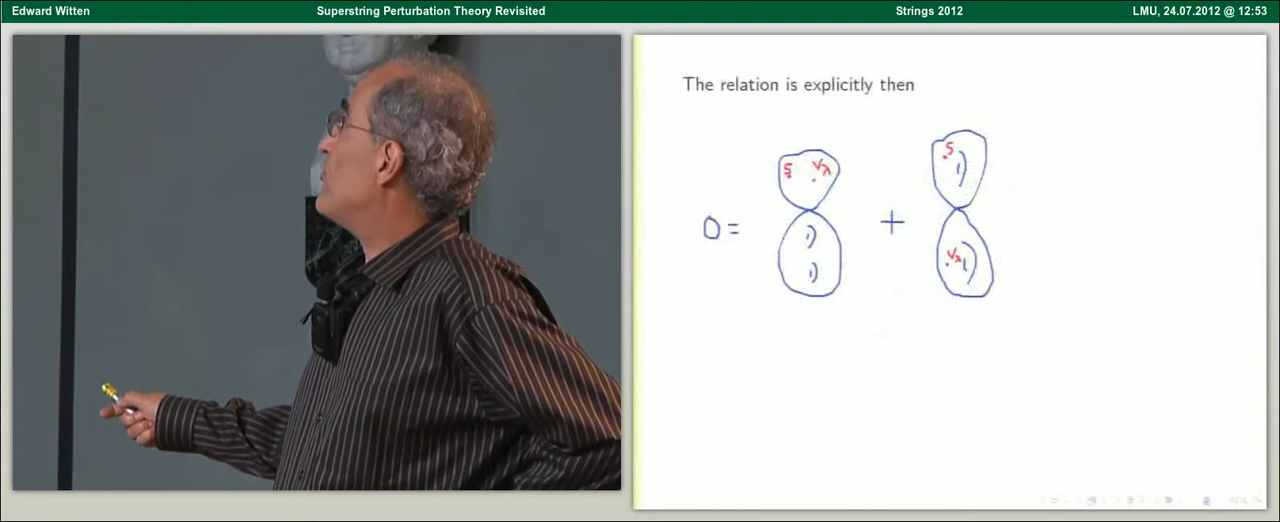 Edward Witten Superstring Perturbation Theory Revisited Strings 2012 LMU, 24.07.2012 @ 12:53
The relation is explicitly then
0 = +